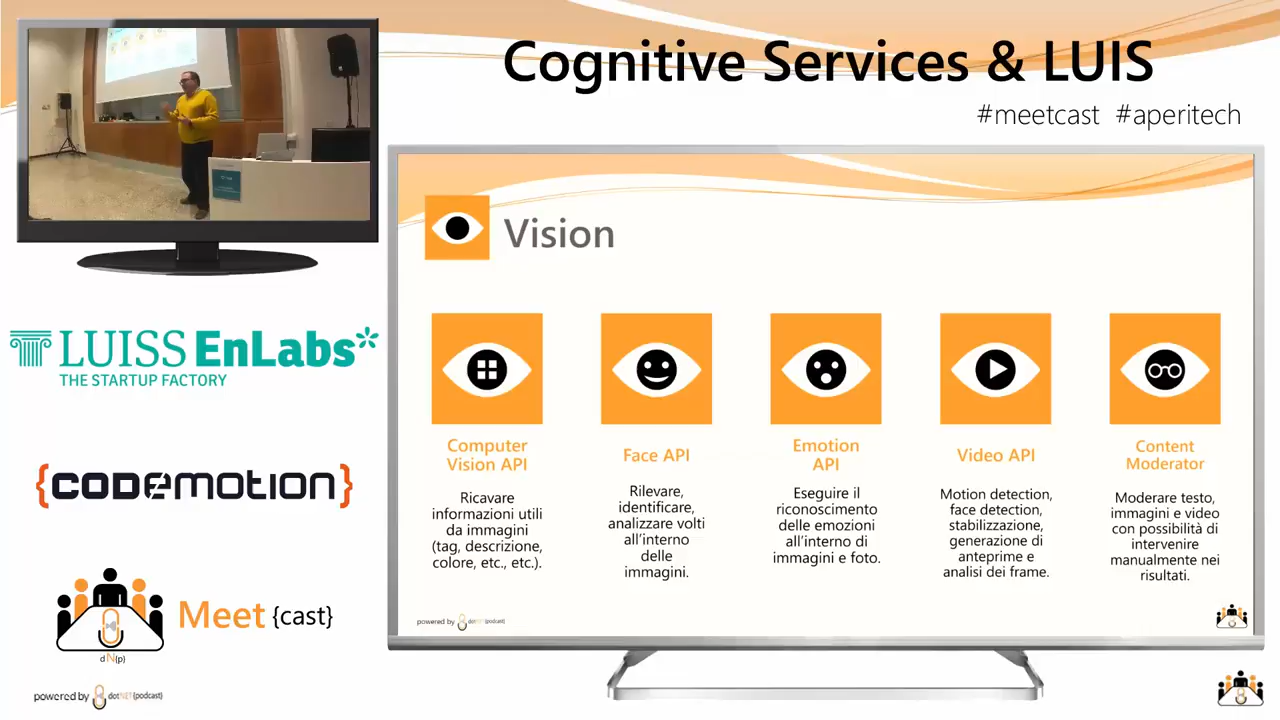 Cognitive Services & LUIS
#meetcast #aperitech
Vision
Computer
Vision API
Ricavare
informazioni utili
da immagini
(tag, descrizione,
colore, etc., etc.).
Face API
Rilevare,
identificare,
analizzare volti
all'interno
delle
immagini.
Emotion
API
Eseguire il
riconoscimento
delle emozioni
all'interno di
immagini e foto.
Video API
Motion detection,
face detection,
stabilizzazione,
generazione di
anteprime e
analisi dei frame.
Content
Moderator
Moderare testo,
immagini e video
con possibilità di
intervenire
manualmente nei
risultati.
powered by dotNET{podcast}
LUISS EnLabs*
THE STARTUP FACTORY
{CODEMOTION}
Meet {cast}
dN{p}
powered by dotNET{podcast}